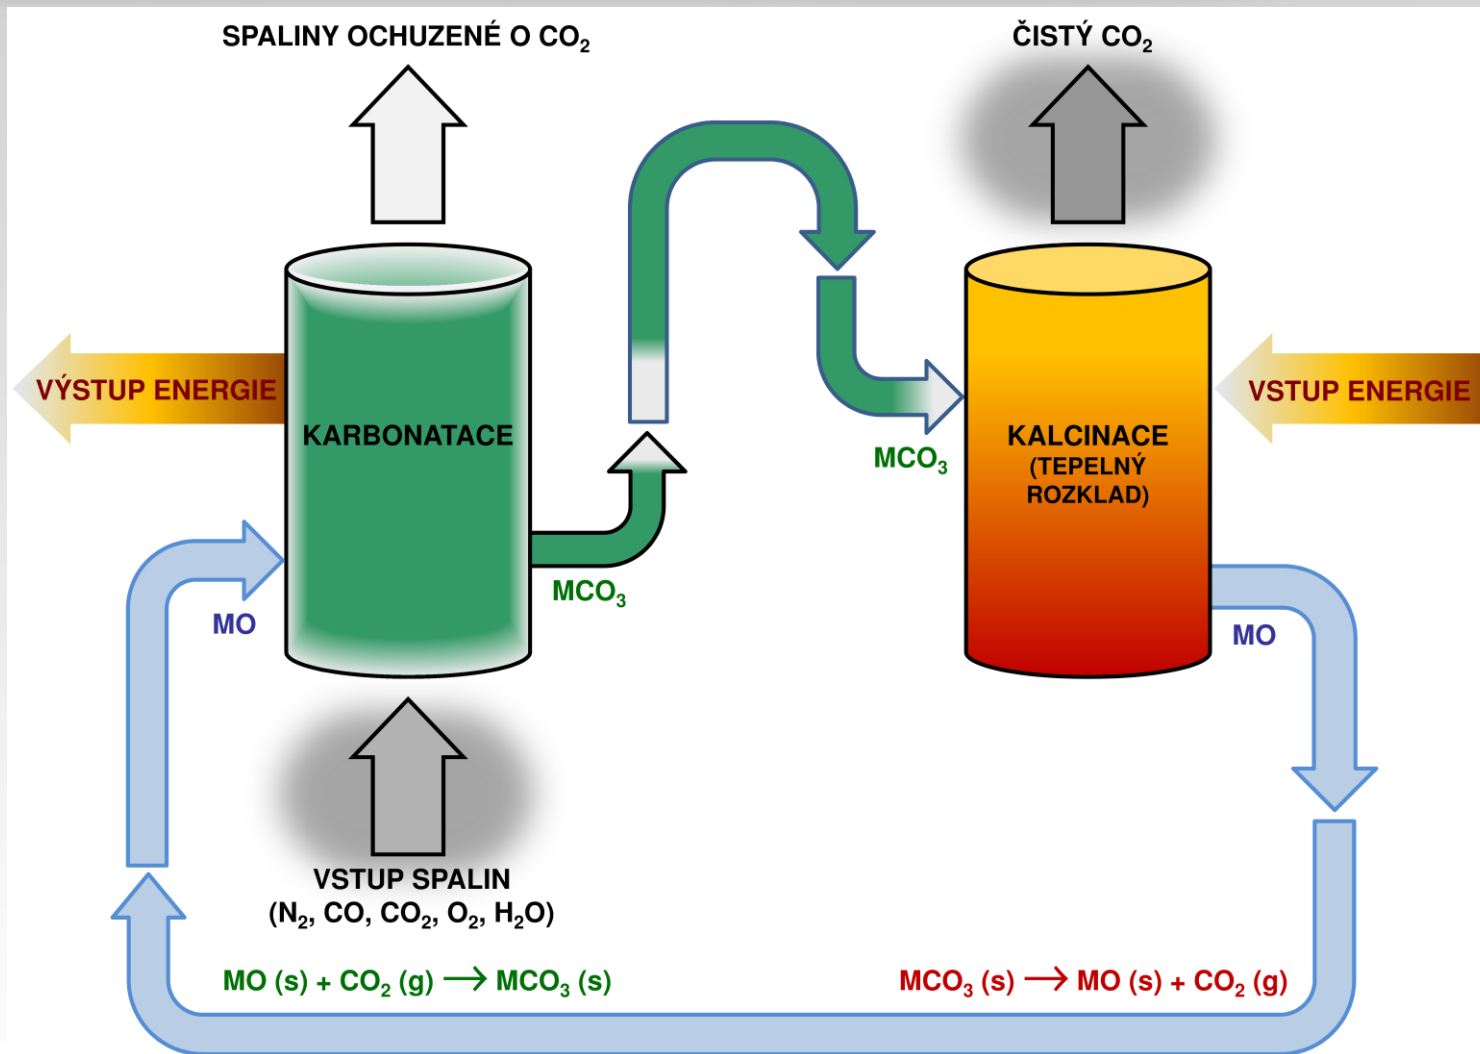 SPALINY OCHUZENÉ O CO₂
ČISTÝ CO₂
VÝSTUP ENERGIE
KARBONATACE
MCO₃
KALCINACE
(TEPELNÝ
ROZKLAD)
VSTUP ENERGIE
MO
MCO₃
MO
VSTUP SPALIN
(N₂, CO, CO₂, O₂, H₂O)
MO (s) + CO₂ (g) → MCO₃ (s)
MCO₃ (s) → MO (s) + CO₂ (g)